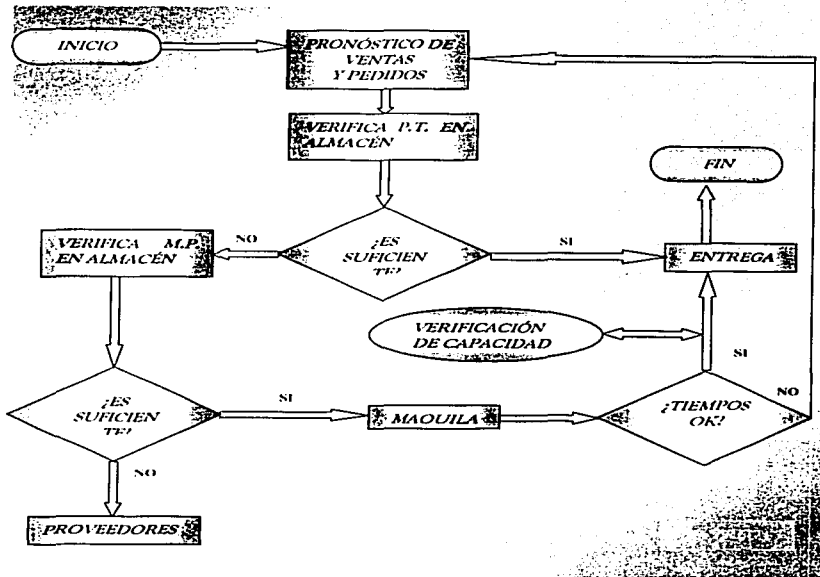 INICIO
PRONÓSTICO DE
VENTAS
Y PEDIDOS
VERIFICA P.T. EN
ALMACÉN
FIN
VERIFICA M.P.
EN ALMACÉN
NO
¿ES
SUFICIEN
TE?
SI
ENTREGA
VERIFICACIÓN
DE CAPACIDAD
SI
¿ES
SUFICIEN
TE?
SI
MAQUILA
¿TIEMPOS
OK?
NO
NO
PROVEEDORES